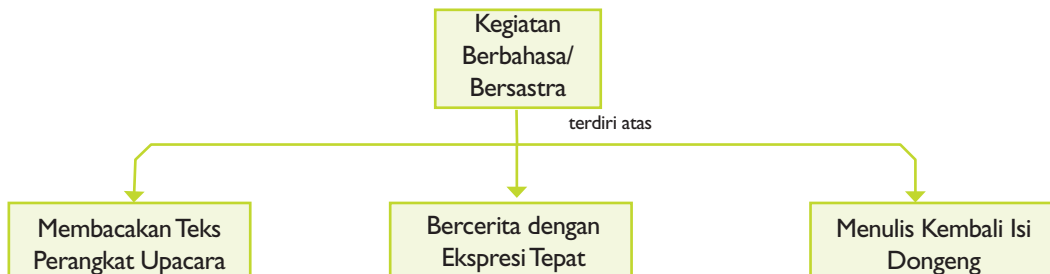 Kegiatan
Berbahasa/
Bersastra
terdiri atas
Membacakan Teks
Perangkat Upacara
Bercerita dengan
Ekspresi Tepat
Menulis Kembali Isi
Dongeng